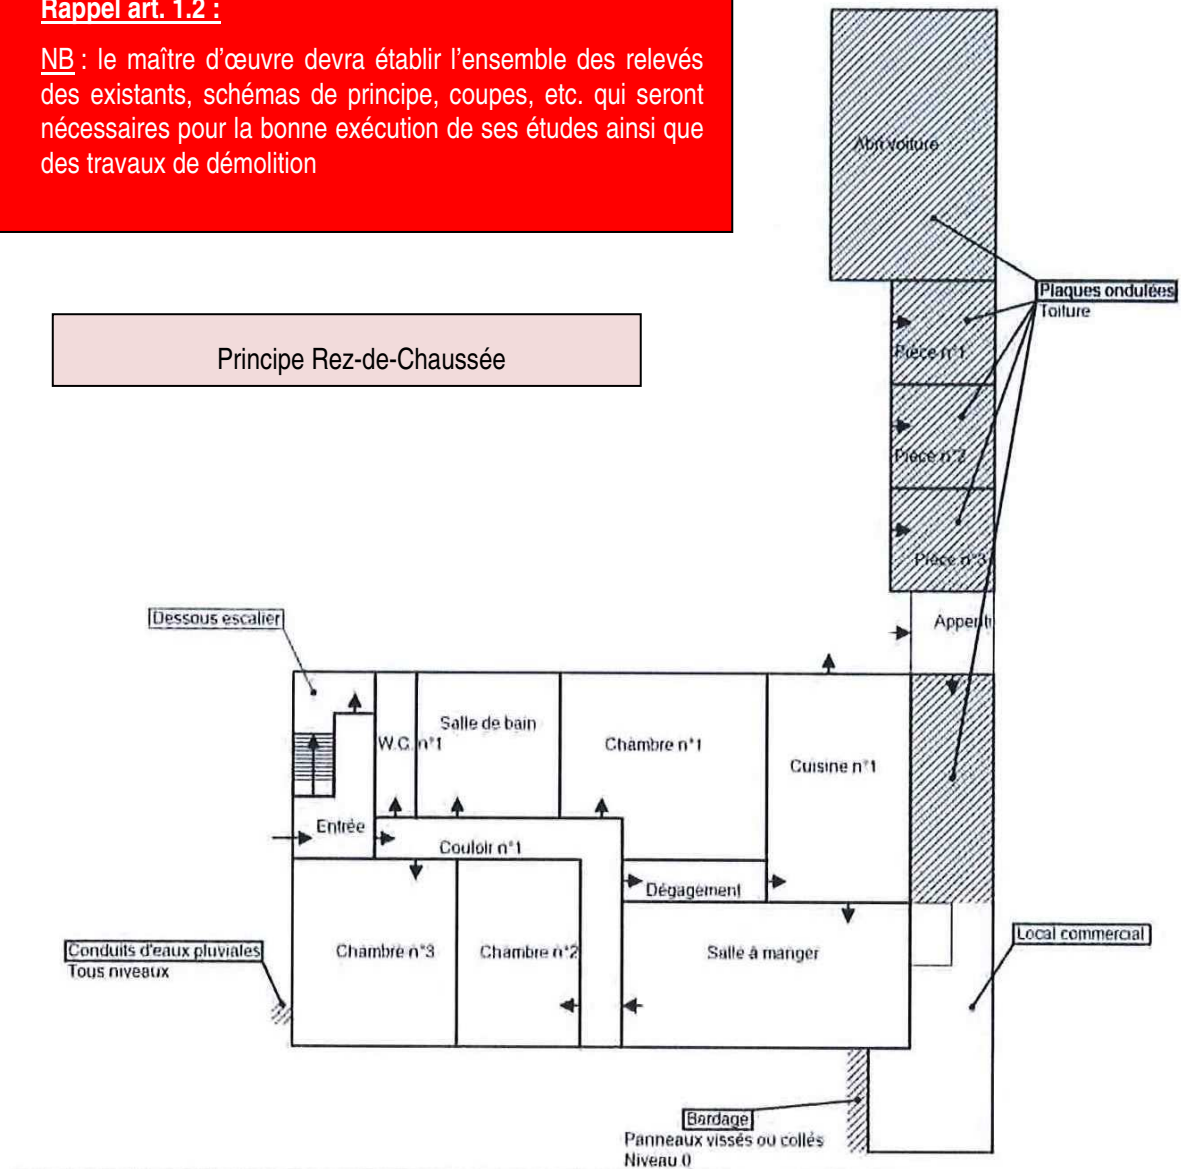 Rappel art. 1.2 :
NB : le maître d'œuvre devra établir l'ensemble des relevés
des existants, schémas de principe, coupes, etc. qui seront
nécessaires pour la bonne exécution de ses études ainsi que
des travaux de démolition
Abri voiture
Plaques ondulées
Toiture
Principe Rez-de-Chaussée
Pièce n°1
Pièce n°2
Pièce n°3
Dessous escalier
Appenti
W.C. n°1
Salle de bain
Chambre n°1
Cuisine n°1
Entrée
Couloir n°1
Dégagement
Conduits d'eaux pluviales
Tous niveaux
Chambre n°3
Chambre n°2
Salle à manger
Local commercial
Bardage
Panneaux vissés ou collés
Niveau 0